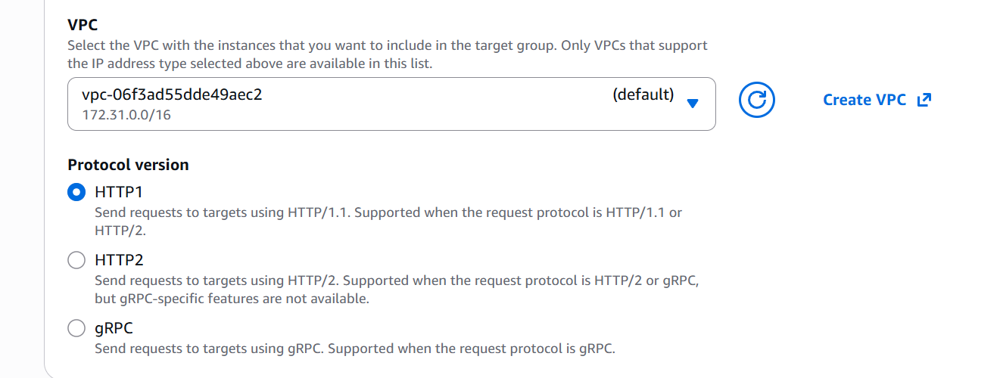 VPC
Select the VPC with the instances that you want to include in the target group. Only VPCs that support
the IP address type selected above are available in this list.
vpc-06f3ad55dde49aec2 (default)
172.31.0.0/16
Create VPC
Protocol version
HTTP1
Send requests to targets using HTTP/1.1. Supported when the request protocol is HTTP/1.1 or
HTTP/2.
HTTP2
Send requests to targets using HTTP/2. Supported when the request protocol is HTTP/2 or gRPC,
but gRPC-specific features are not available.
gRPC
Send requests to targets using gRPC. Supported when the request protocol is gRPC.